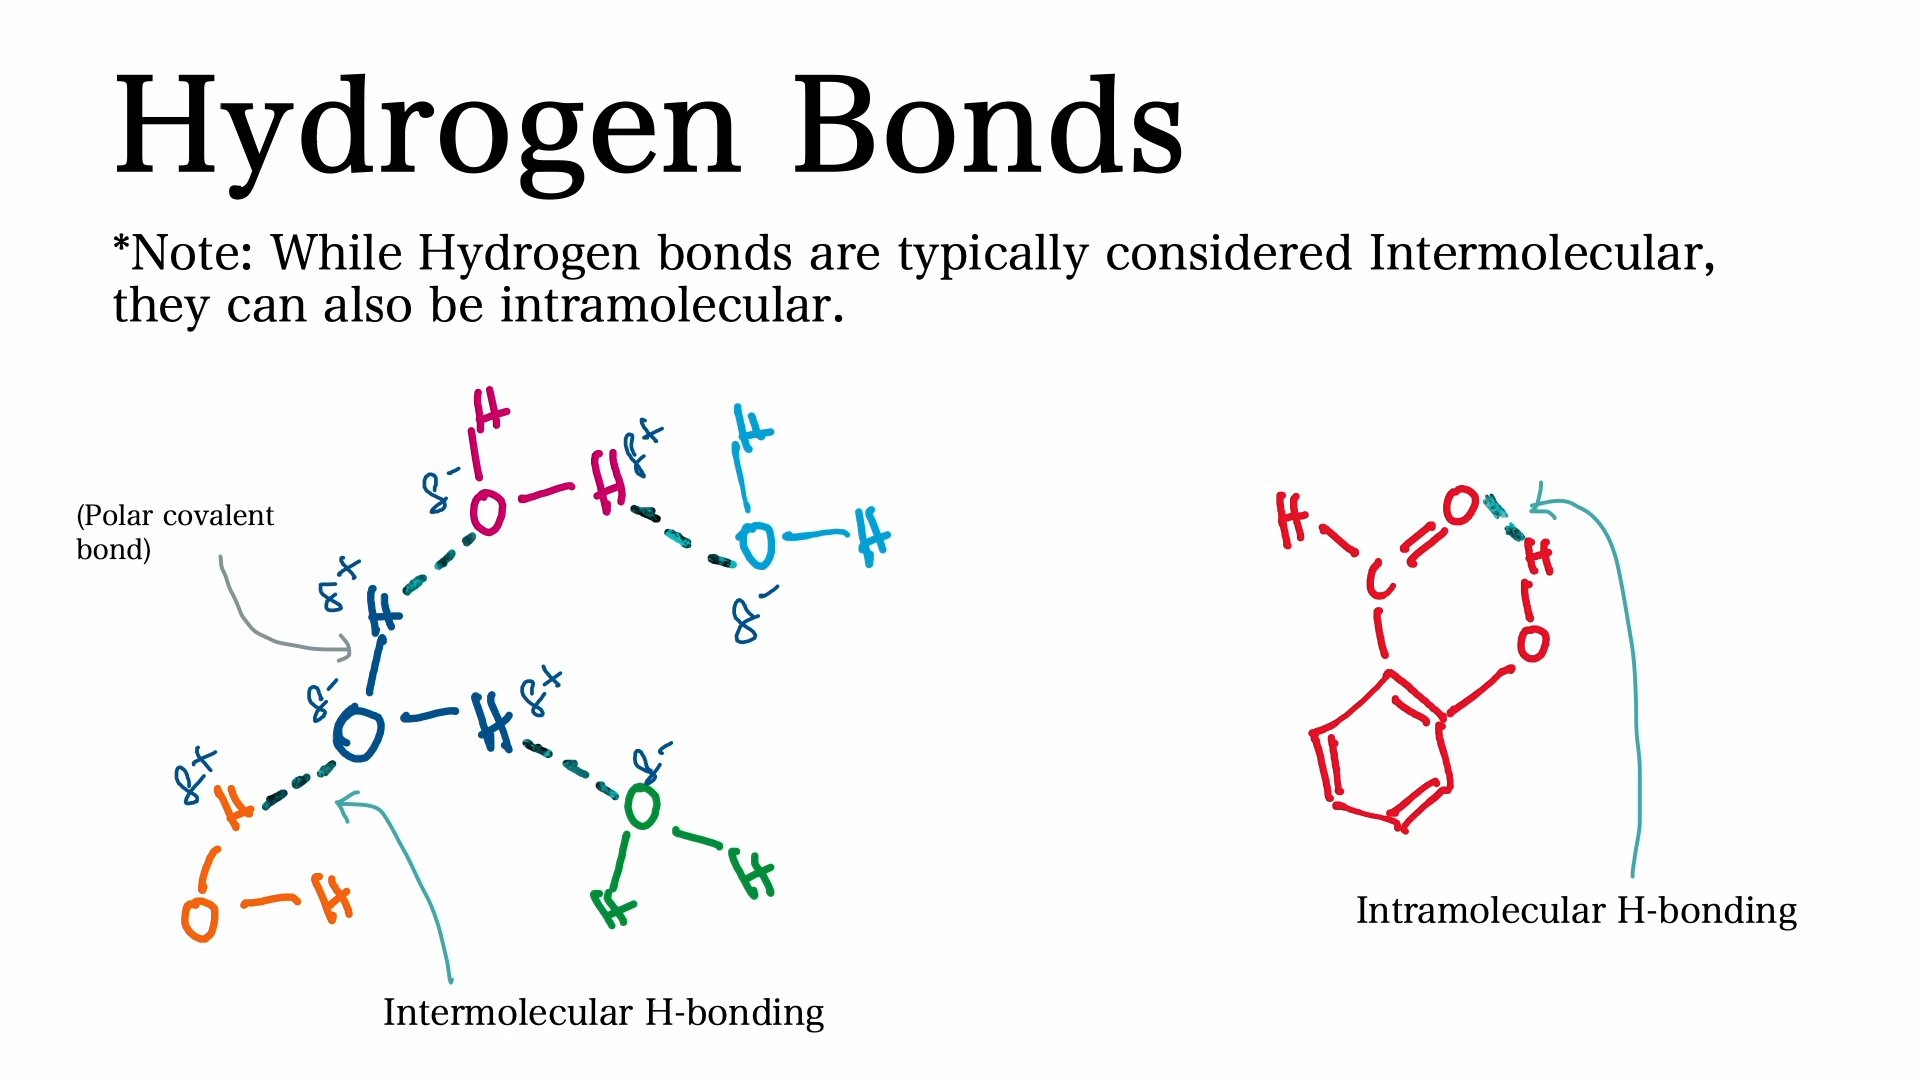 Hydrogen Bonds
*Note: While Hydrogen bonds are typically considered Intermolecular,
they can also be intramolecular.
H
H
δ+
H
δ-
H
O
(Polar covalent
bond)
O
H
δ+
H
δ-
H
O
C
H
O
δ-
O
H
δ+
δ+
H
δ-
O
O
H
H
H
Intramolecular H-bonding
Intermolecular H-bonding